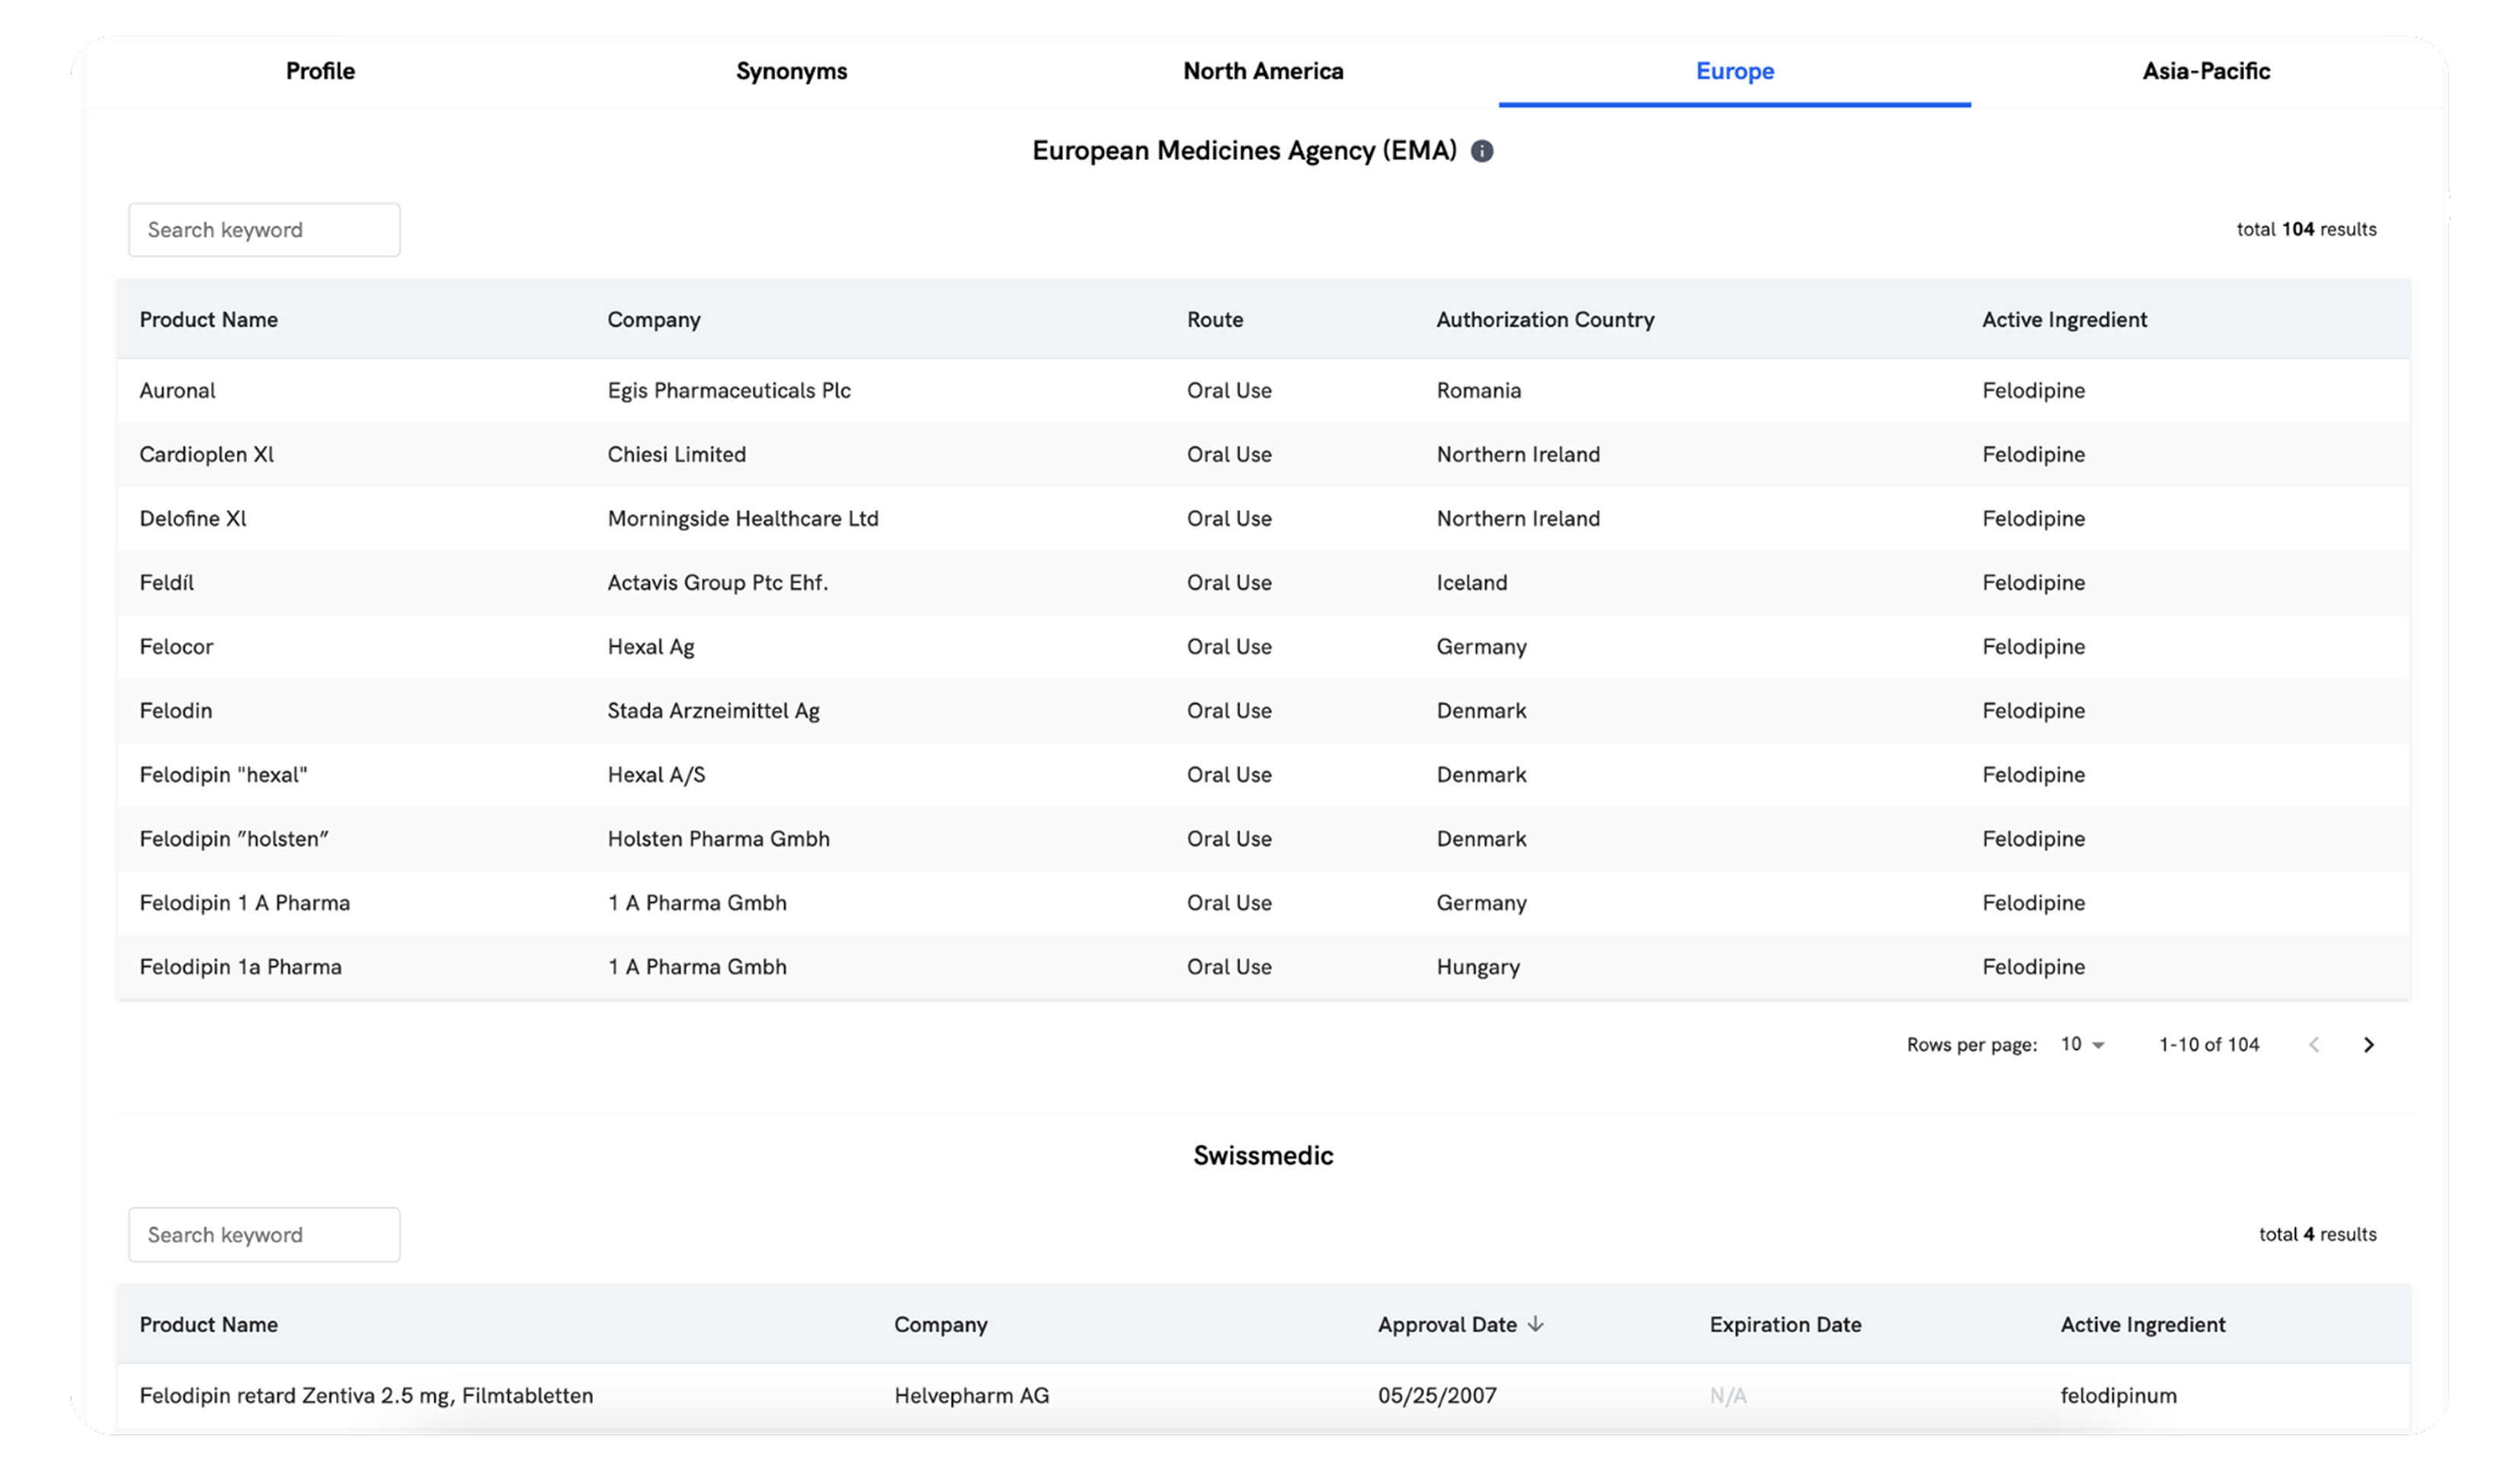 Profile Synonyms North America Europe Asia-Pacific
European Medicines Agency (EMA)
Search keyword total 104 results
Product Name Company Route Authorization Country Active Ingredient
Auronal Egis Pharmaceuticals Plc Oral Use Romania Felodipine
Cardioplen Xl Chiesi Limited Oral Use Northern Ireland Felodipine
Delofine Xl Morningside Healthcare Ltd Oral Use Northern Ireland Felodipine
Feldíl Actavis Group Ptc Ehf. Oral Use Iceland Felodipine
Felocor Hexal Ag Oral Use Germany Felodipine
Felodin Stada Arzneimittel Ag Oral Use Denmark Felodipine
Felodipin "hexal" Hexal A/S Oral Use Denmark Felodipine
Felodipin ”holsten” Holsten Pharma Gmbh Oral Use Denmark Felodipine
Felodipin 1 A Pharma 1 A Pharma Gmbh Oral Use Germany Felodipine
Felodipin 1a Pharma 1 A Pharma Gmbh Oral Use Hungary Felodipine
Rows per page: 10 1-10 of 104
Swissmedic
Search keyword total 4 results
Product Name Company Approval Date Expiration Date Active Ingredient
Felodipin retard Zentiva 2.5 mg, Filmtabletten Helvepharm AG 05/25/2007 N/A felodipinum